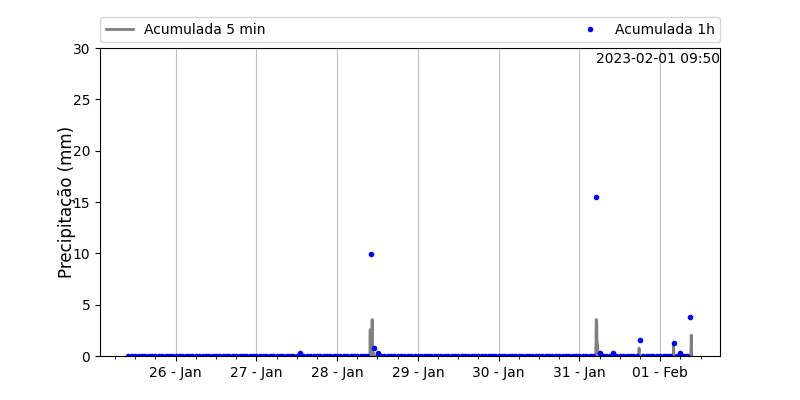 Acumulada 5 min
Acumulada 1h
2023-02-01 09:50
Precipitação (mm)
30
25
20
15
10
5
0
26 - Jan
27 - Jan
28 - Jan
29 - Jan
30 - Jan
31 - Jan
01 - Feb